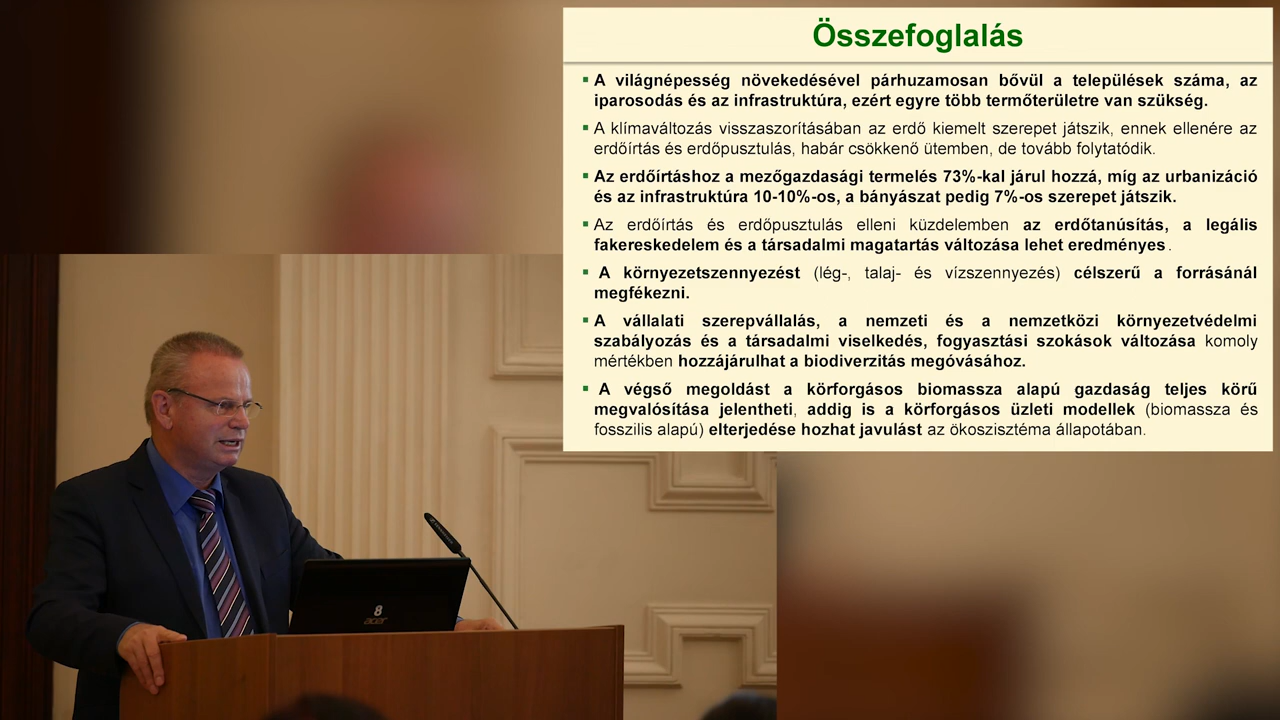 Összefoglalás
▪ A világnépesség növekedésével párhuzamosan bővül a települések száma, az
iparosodás és az infrastruktúra, ezért egyre több termőterületre van szükség.
▪ A klímaváltozás visszaszorításában az erdő kiemelt szerepet játszik, ennek ellenére az
erdőírtás és erdőpusztulás, habár csökkenő ütemben, de tovább folytatódik.
▪ Az erdőírtáshoz a mezőgazdasági termelés 73%-kal járul hozzá, míg az urbanizáció
és az infrastruktúra 10-10%-os, a bányászat pedig 7%-os szerepet játszik.
▪ Az erdőírtás és erdőpusztulás elleni küzdelemben az erdőtanúsítás, a legális
fakereskedelem és a társadalmi magatartás változása lehet eredményes.
▪ A környezetszennyezést (lég-, talaj- és vízszennyezés) célszerű a forrásánál
megfékezni.
▪ A vállalati szerepvállalás, a nemzeti és a nemzetközi környezetvédelmi
szabályozás és a társadalmi viselkedés, fogyasztási szokások változása komoly
mértékben hozzájárulhat a biodiverzitás megóvásához.
▪ A végső megoldást a körforgásos biomassza alapú gazdaság teljes körű
megvalósítása jelentheti, addig is a körforgásos üzleti modellek (biomassza és
fosszilis alapú) elterjedése hozhat javulást az ökoszisztéma állapotában.
8
acer